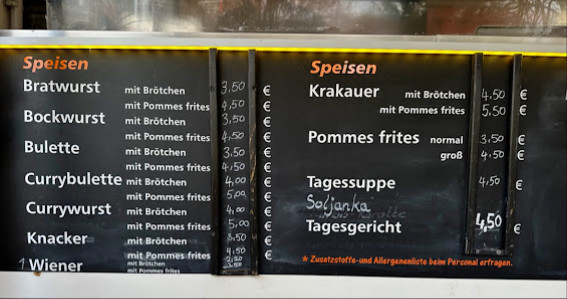 Speisen
Bratwurst mit Brötchen 3,50 €
mit Pommes frites 4,50
Bockwurst mit Brötchen 3,50 €
mit Pommes frites 4,50
Bulette mit Brötchen 3,50 €
mit Pommes frites 4,50
Currybulette mit Brötchen 4,00 €
mit Pommes frites 5,00
Currywurst mit Brötchen 4,00 €
mit Pommes frites 5,00 €
Knacker mit Brötchen 3,50 €
mit Pommes frites 4,50
Wiener mit Brötchen
mit Pommes frites
Speisen
Krakauer mit Brötchen 4,50 €
mit Pommes frites 5,50 €
Pommes frites normal 3,50 €
groß 4,50 €
Tagessuppe 4,50 €
Soljanka
Tagesgericht 4,50 €
* Zusatzstoffe-und Allergenenliste beim Personal erfragen.